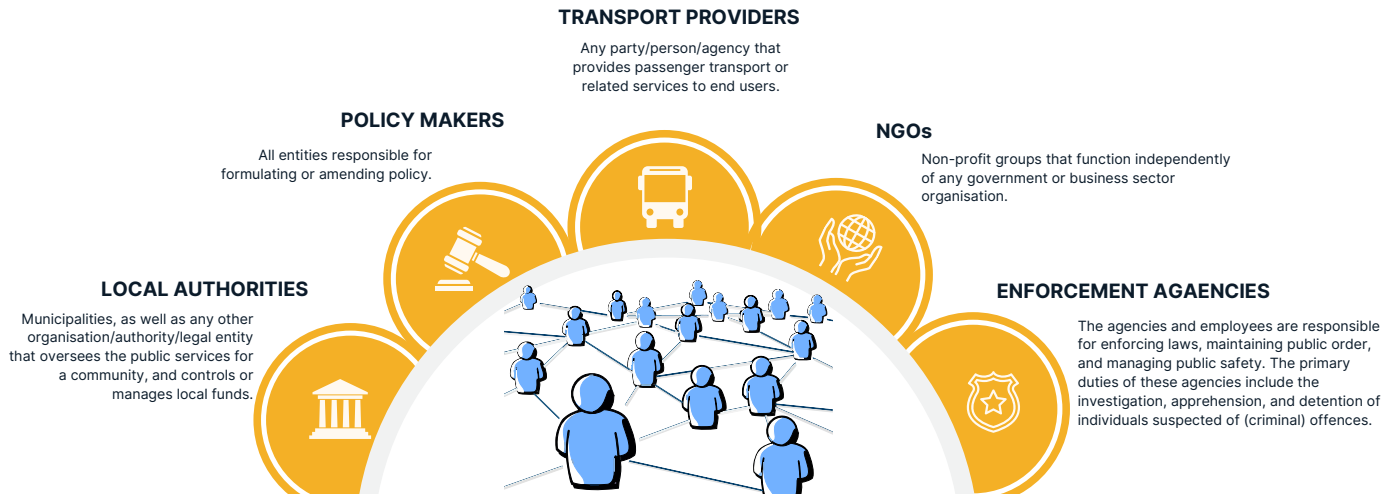 TRANSPORT PROVIDERS
Any party/person/agency that
provides passenger transport or
related services to end users.
POLICY MAKERS
All entities responsible for
formulating or amending policy.
NGOs
Non-profit groups that function independently
of any government or business sector
organisation.
LOCAL AUTHORITIES
Municipalities, as well as any other
organisation/authority/legal entity
that oversees the public services for
a community, and controls or
manages local funds.
ENFORCEMENT AGAENCIES
The agencies and employees are responsible
for enforcing laws, maintaining public order,
and managing public safety. The primary
duties of these agencies include the
investigation, apprehension, and detention of
individuals suspected of (criminal) offences.